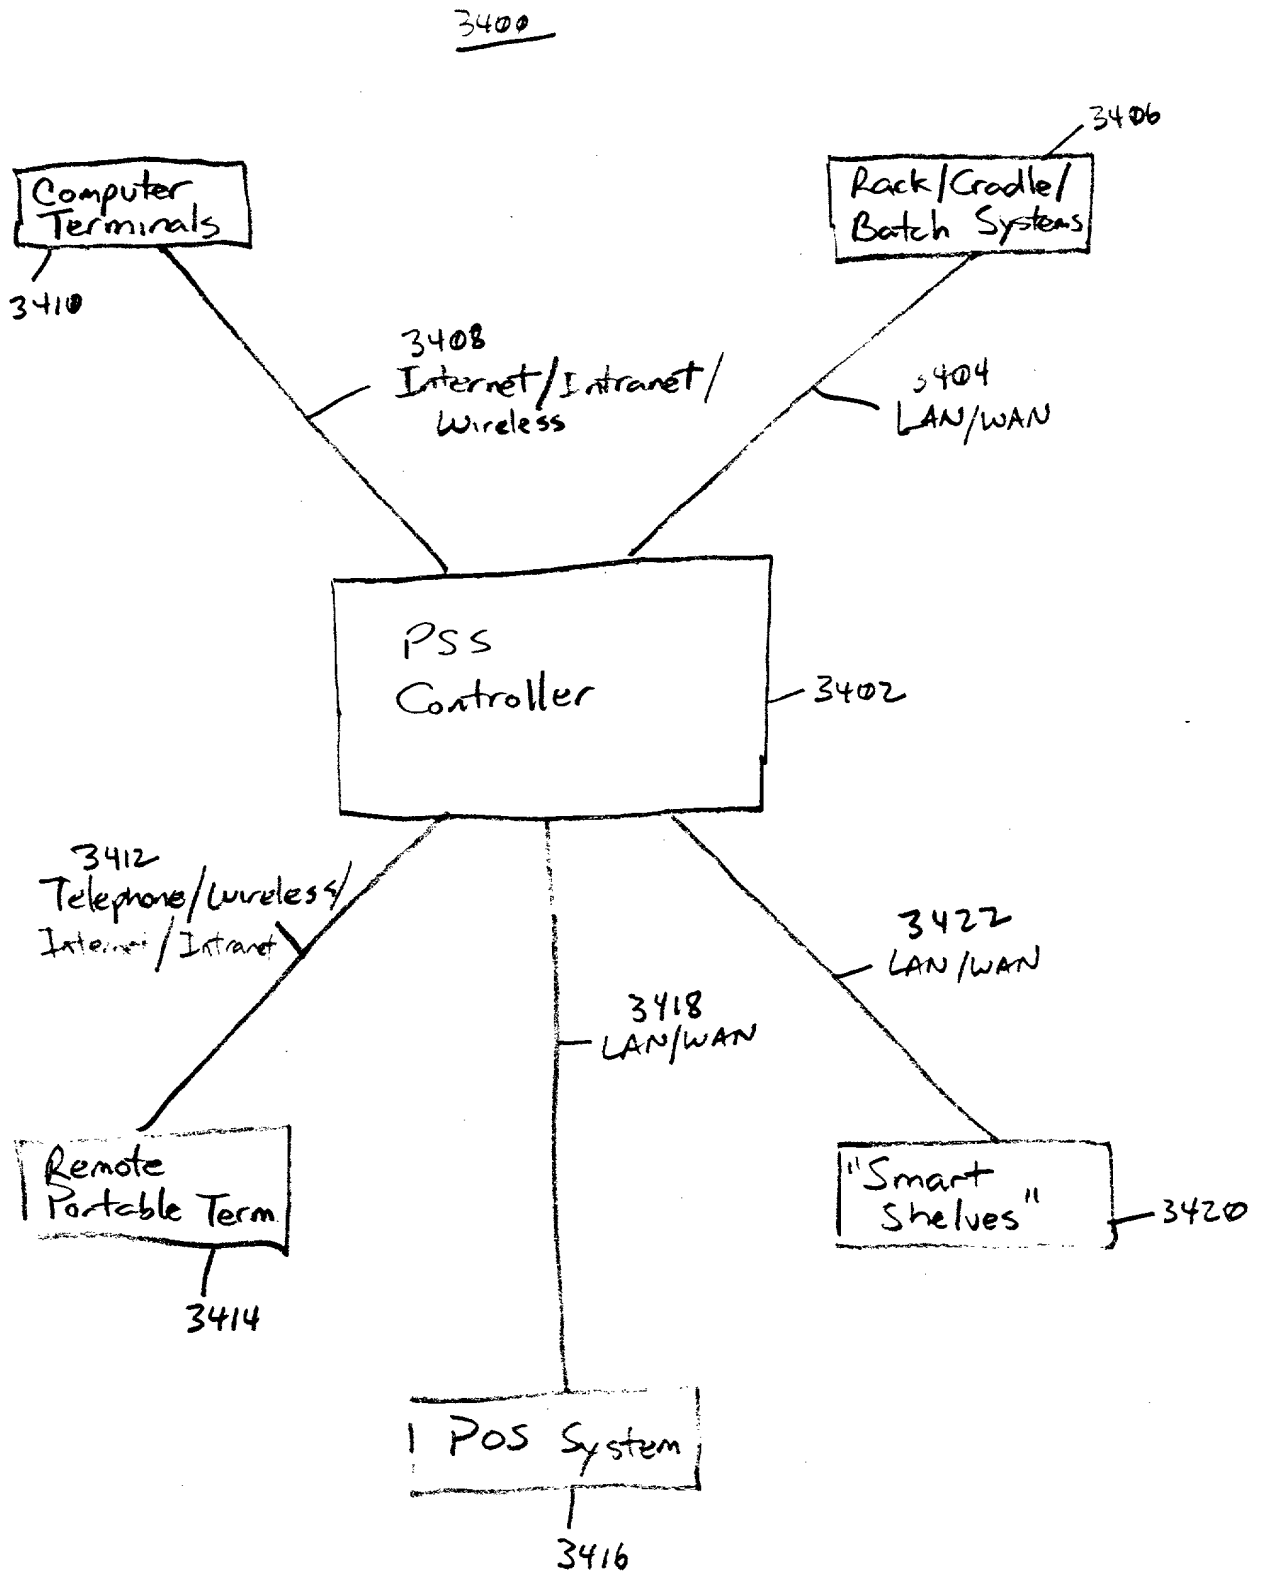 3400
3406
Computer
Terminals
Rack/Cradle/
Batch Systems
3410
3408
Internet/Intranet/
Wireless
3404
LAN/WAN
PSS
Controller
3402
3412
Telephone/Wireless/
Internet/Intranet
3422
LAN/WAN
3418
LAN/WAN
Remote
Portable Term.
"Smart
Shelves"
3420
3414
POS System
3416